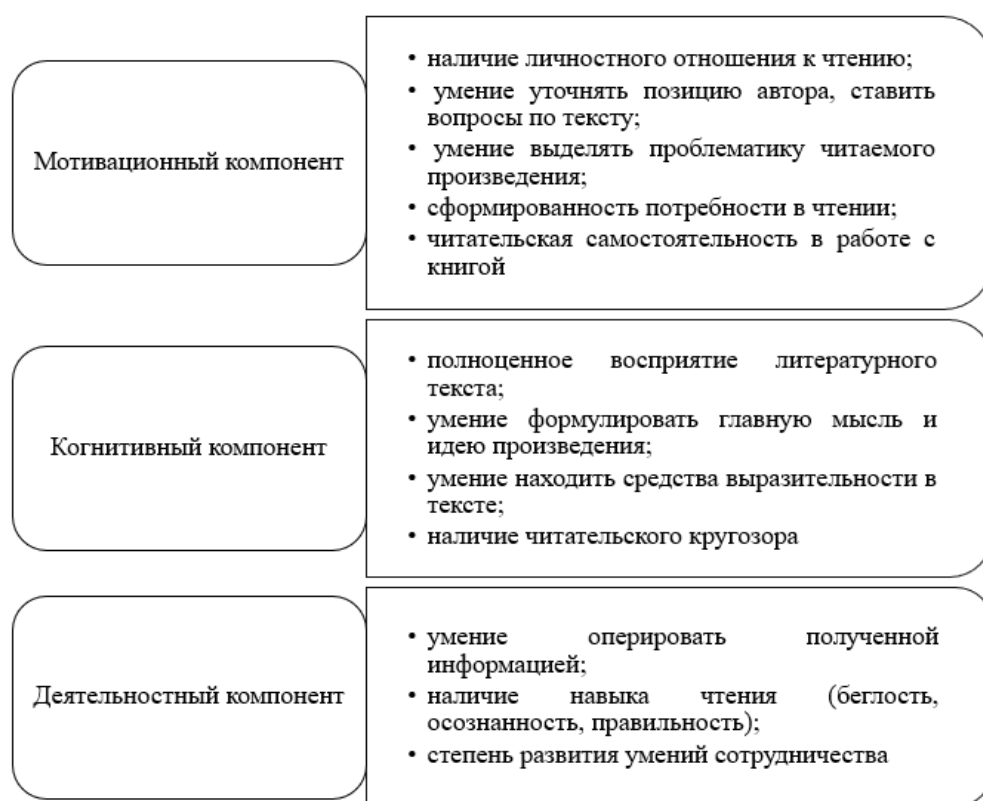 Мотивационный компонент
• наличие личностного отношения к чтению;
• умение уточнять позицию автора, ставить
вопросы по тексту;
• умение выделять проблематику читаемого
произведения;
• сформированность потребности в чтении;
• читательская самостоятельность в работе с
книгой
Когнитивный компонент
• полноценное восприятие литературного
текста;
• умение формулировать главную мысль и
идею произведения;
• умение находить средства выразительности в
тексте;
• наличие читательского кругозора
Деятельностный компонент
• умение оперировать полученной
информацией;
• наличие навыка чтения (беглость,
осознанность, правильность);
• степень развития умений сотрудничества